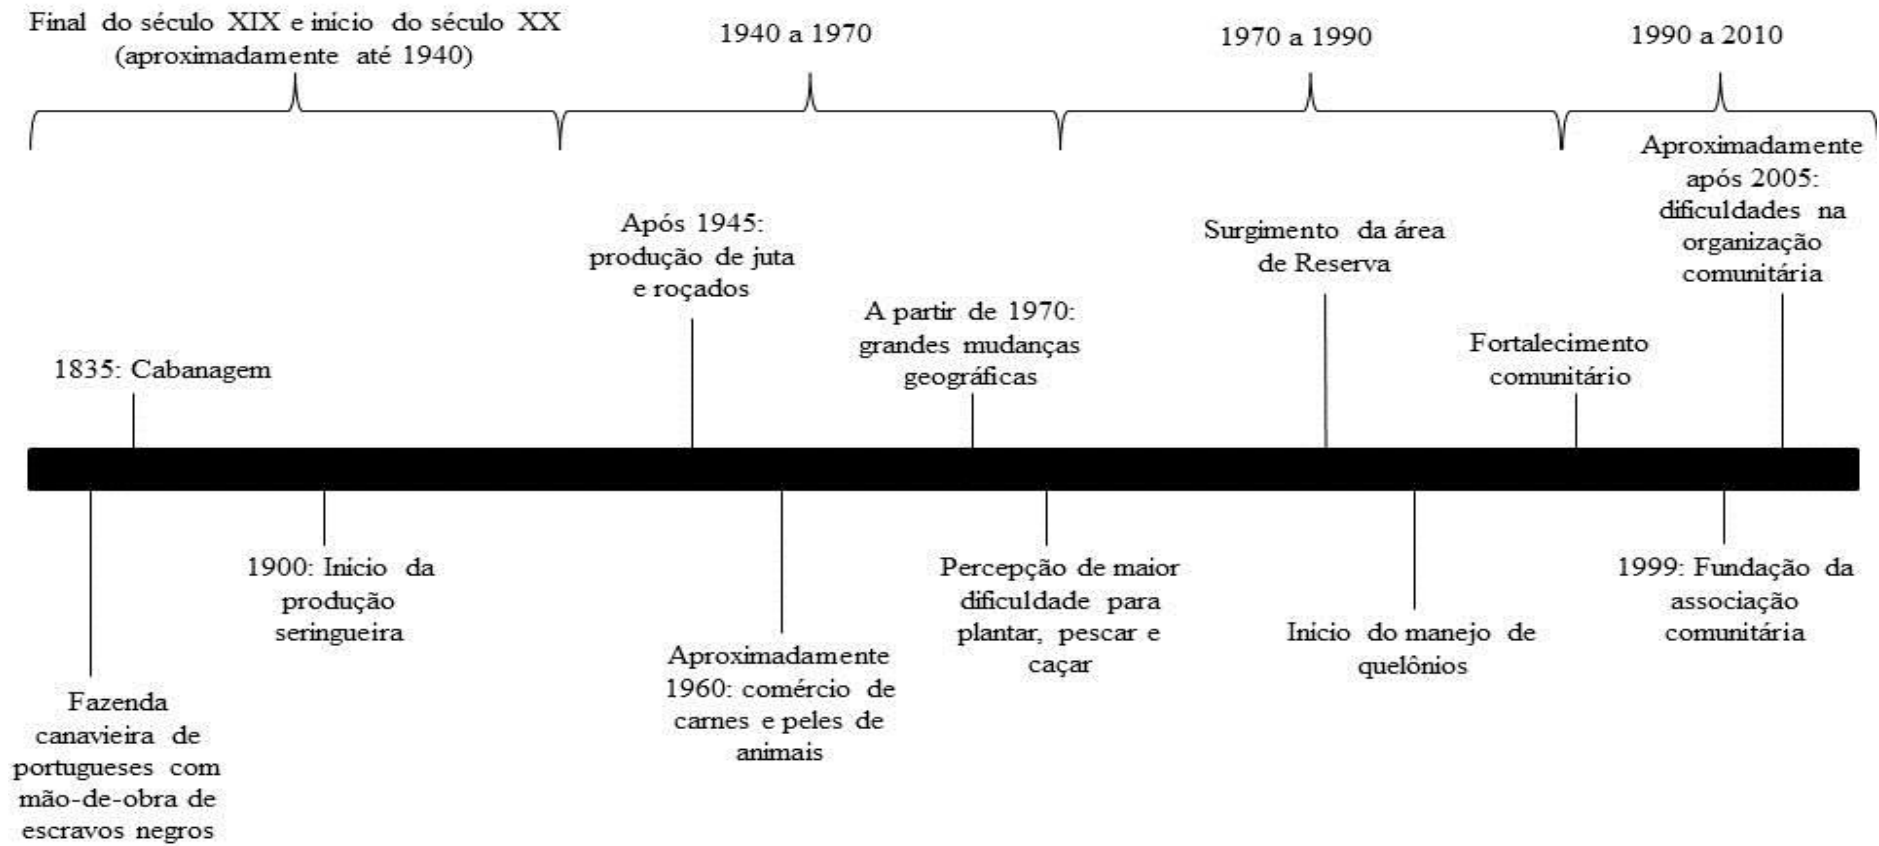 Final do século XIX e início do século XX
(aproximadamente até 1940)
1940 a 1970
1970 a 1990
1990 a 2010
1835: Cabanagem
Após 1945:
produção de juta
e roçados
A partir de 1970:
grandes mudanças
geográficas
Surgimento da área
de Reserva
Fortalecimento
comunitário
Aproximadamente
após 2005:
dificuldades na
organização
comunitária
Fazenda
canavieira de
portugueses com
mão-de-obra de
escravos negros
1900: Início da
produção
seringueira
Aproximadamente
1960: comércio de
carnes e peles de
animais
Percepção de maior
dificuldade para
plantar, pescar e
caçar
Início do manejo de
quelônios
1999: Fundação da
associação
comunitária